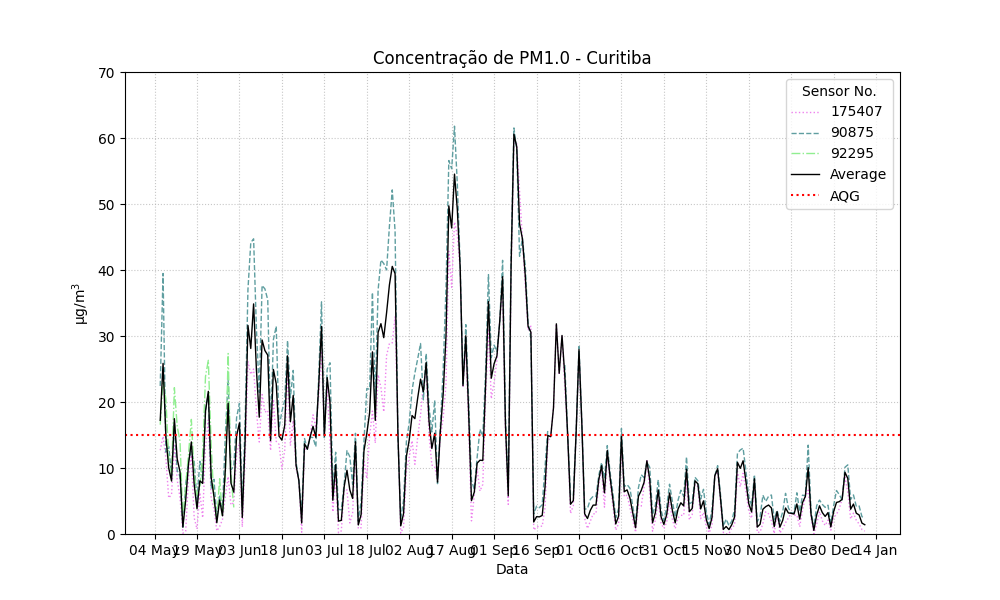 Concentração de PM1.0 - Curitiba
Sensor No.
175407
90875
92295
Average
AQG
70
60
50
40
30
20
10
0
µg/m³
04 May 19 May 03 Jun 18 Jun 03 Jul 18 Jul 02 Aug 17 Aug 01 Sep 16 Sep 01 Oct 16 Oct 31 Oct 15 Nov 30 Nov 15 Dec 30 Dec 14 Jan
Data